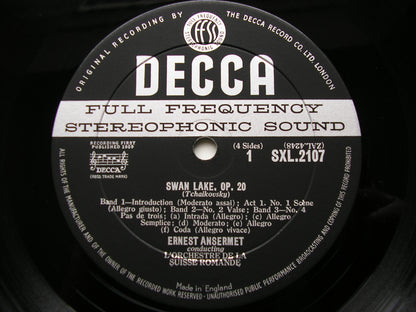 ORIGINAL RECORDING BY
THE DECCA RECORD CO. LTD. LONDON
FULL FREQUENCY
ffss
STEREOPHONIC SOUND
DECCA
FULL FREQUENCY
STEREOPHONIC SOUND
RECORDING FIRST
PUBLISHED
DECCA
(REGD. TRADE MARK)
(4 Sides)
1
(ZAL.4248)
SXL.2107
SWAN LAKE, OP. 20
(Tchaikovsky)
Band 1—Introduction (Moderato assai); Act 1. No. 1 Scène
(Allegro giusto); Band 2—No. 2 Valse; Band 3—No. 4
Pas de trois; (a) Intrada (Allegro); (c) Allegro
Semplice; (d) Moderato; (e) Allegro
(f) Coda (Allegro vivace)
ERNEST ANSERMET
conducting
L'ORCHESTRE DE LA
SUISSE ROMANDE
Made in England
ALL RIGHTS OF THE MANUFACTURER AND OF THE OWNER OF THE RECORDED WORK RESERVED · UNAUTHORISED PUBLIC PERFORMANCE BROADCASTING AND COPYING OF THIS RECORD PROHIBITED